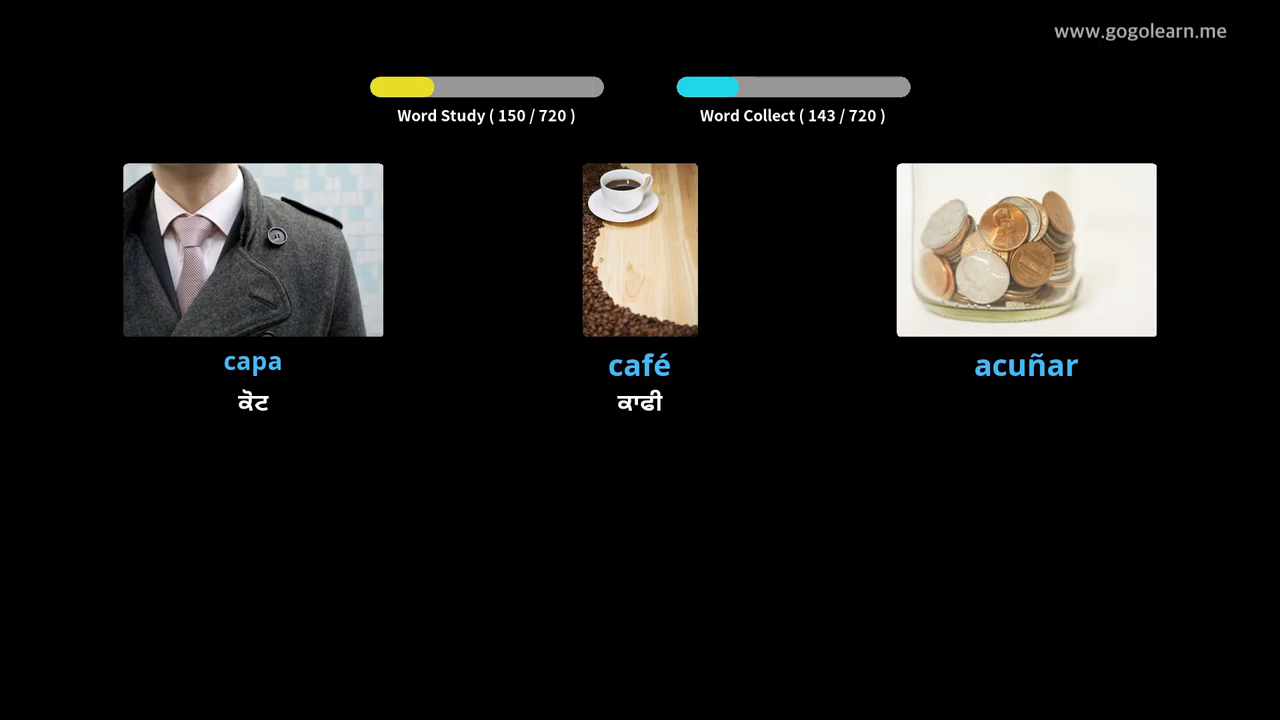 www.gogolearn.me
Word Study ( 150 / 720 )
Word Collect ( 143 / 720 )
capa
café
acuñar
ਕੋਟ
ਕਾਫੀ